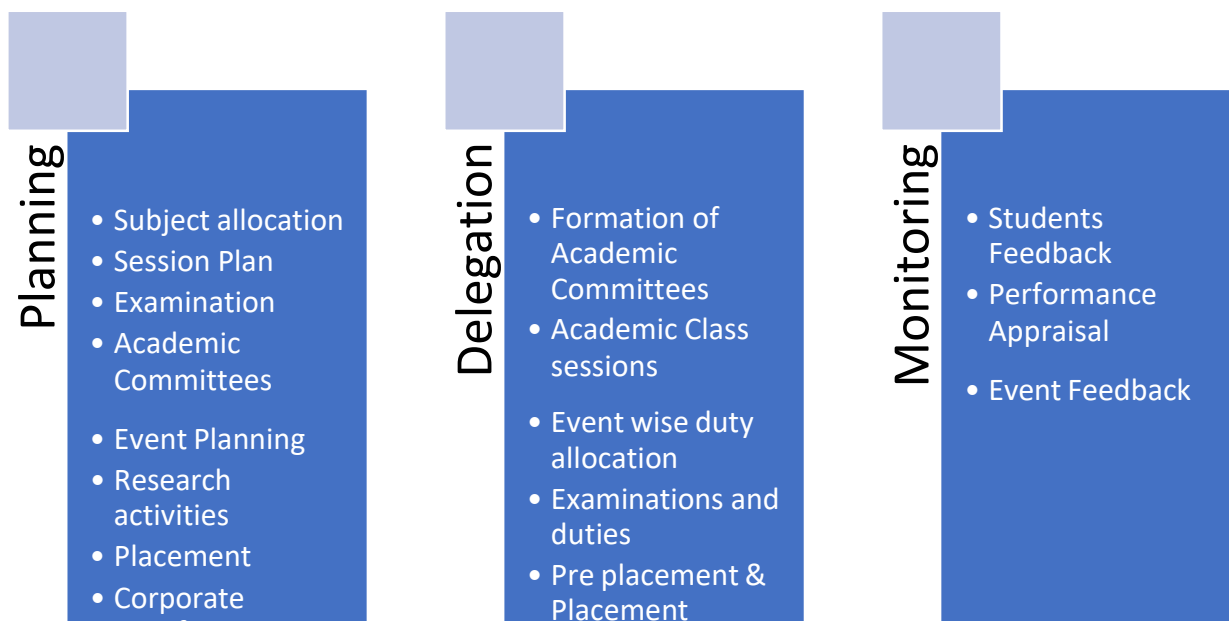 Planning
• Subject allocation
• Session Plan
• Examination
• Academic
Committees
• Event Planning
• Research
activities
• Placement
• Corporate
Delegation
• Formation of
Academic
Committees
• Academic Class
sessions
• Event wise duty
allocation
• Examinations and
duties
• Pre placement &
Placement
Monitoring
• Students
Feedback
• Performance
Appraisal
• Event Feedback